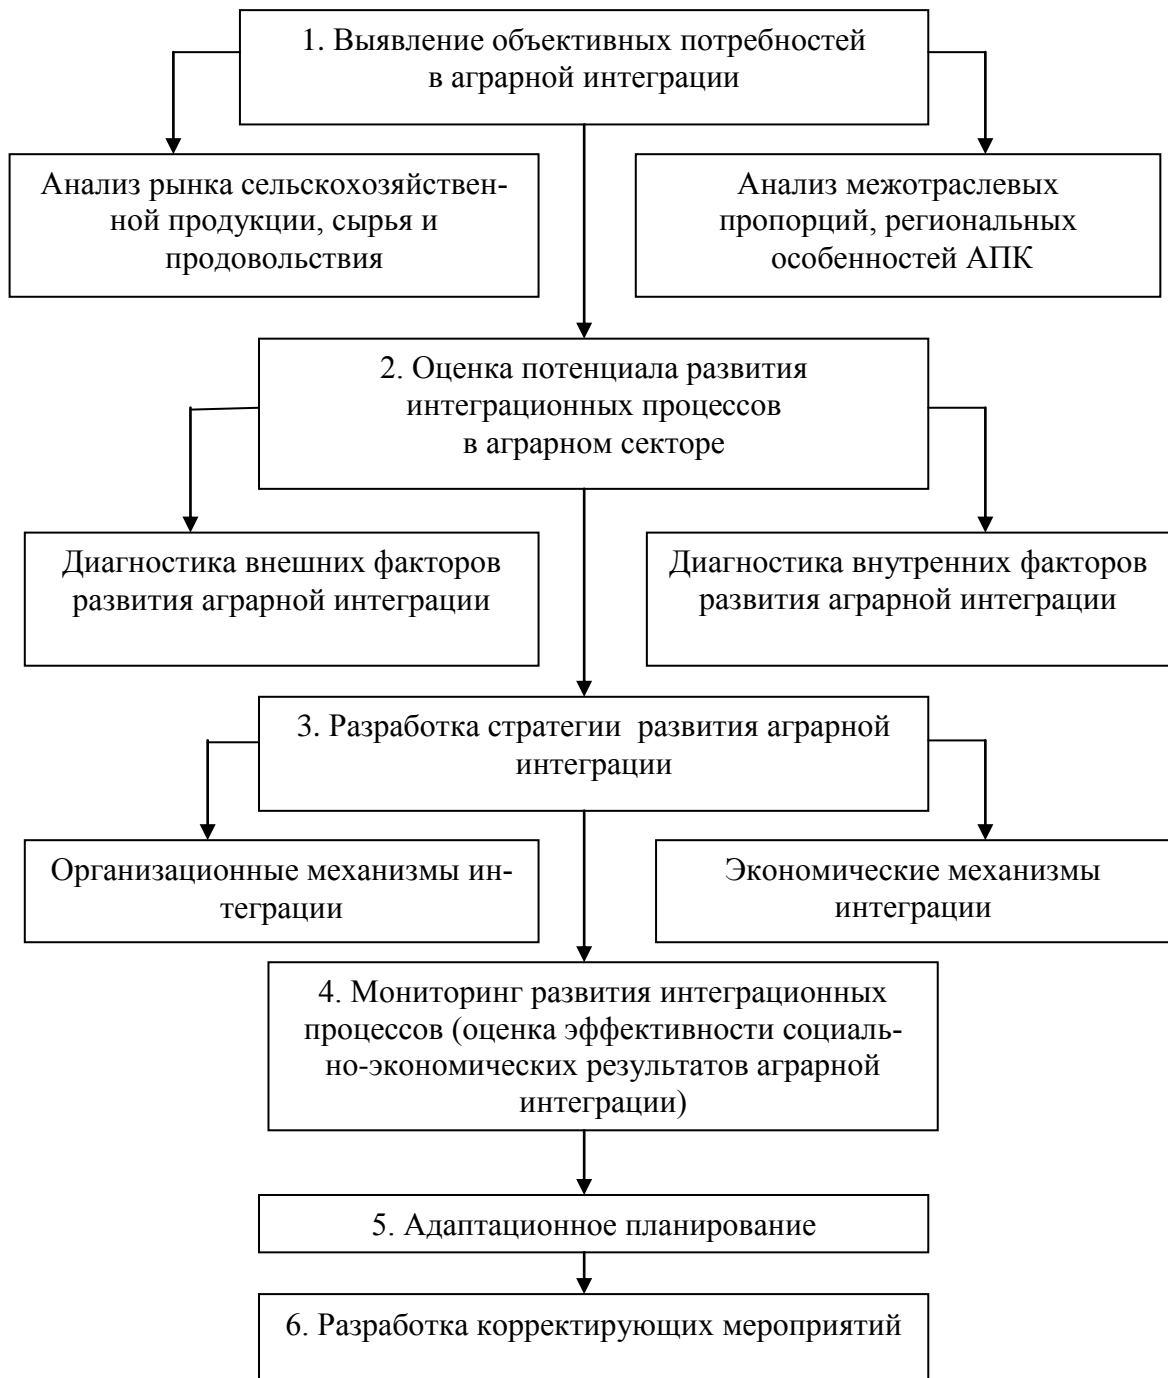 1. Выявление объективных потребностей
в аграрной интеграции
Анализ рынка сельскохозяйствен-
ной продукции, сырья и
продовольствия
Анализ межотраслевых
пропорций, региональных
особенностей АПК
2. Оценка потенциала развития
интеграционных процессов
в аграрном секторе
Диагностика внешних факторов
развития аграрной интеграции
Диагностика внутренних факторов
развития аграрной интеграции
3. Разработка стратегии  развития аграрной
интеграции
Организационные механизмы ин-
теграции
Экономические механизмы
интеграции
4. Мониторинг развития интеграционных
процессов (оценка эффективности социаль-
но-экономических результатов аграрной
интеграции)
5. Адаптационное планирование
6. Разработка корректирующих мероприятий